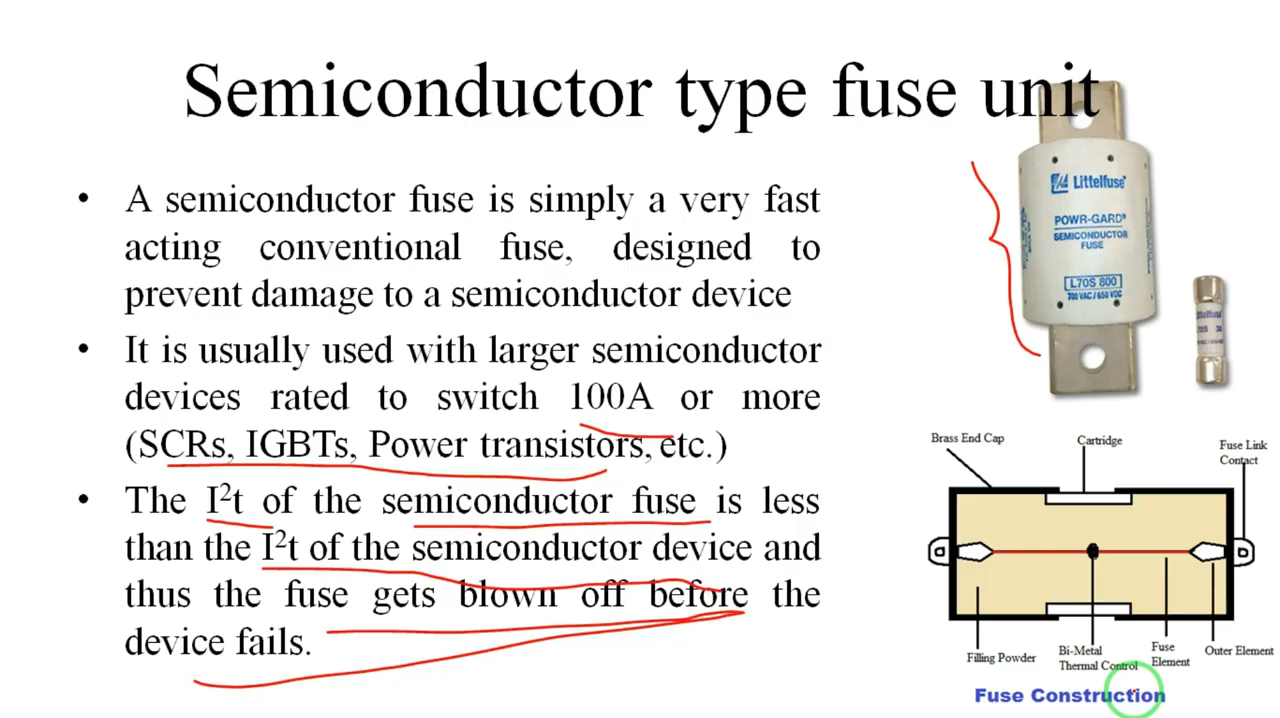 Semiconductor type fuse unit
• A semiconductor fuse is simply a very fast
acting conventional fuse, designed to
prevent damage to a semiconductor device
• It is usually used with larger semiconductor
devices rated to switch 100A or more
(SCRs, IGBTs, Power transistors, etc.)
• The I²t of the semiconductor fuse is less
than the I²t of the semiconductor device and
thus the fuse gets blown off before the
device fails.
Littelfuse®
POWR-GARD®
SEMICONDUCTOR
FUSE
L70S 800
700 VAC / 650 VDC
Littelfuse
Brass End Cap
Cartridge
Fuse Link
Contact
Filling Powder
Bi-Metal
Thermal Control
Fuse
Element
Outer Element
Fuse Construction